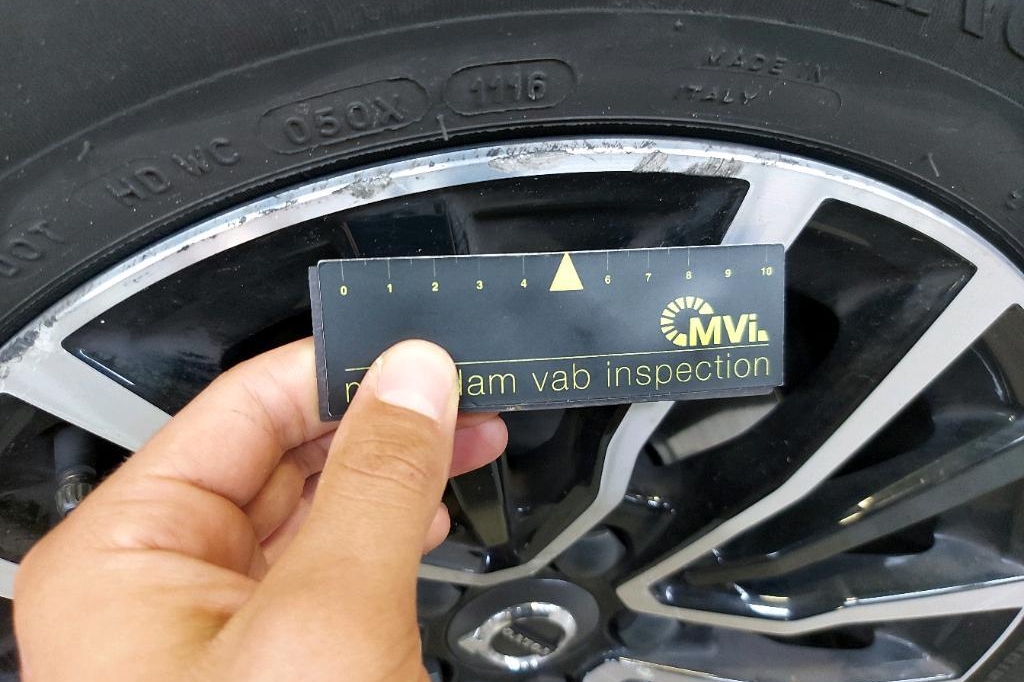 DOT HD WC 050X 1116
MADE IN
ITALY
0 1 2 3 4 6 7 8 9 10
MVi
dam vab inspection